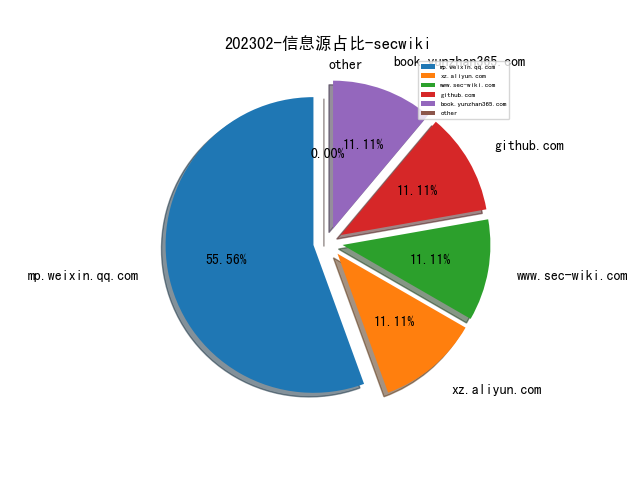 202302-信息源占比-secwiki
other
book.yunzhan365.com
mp.weixin.qq.com
xz.aliyun.com
www.sec-wiki.com
github.com
book.yunzhan365.com
other
github.com
0.00%
11.11%
11.11%
55.56%
11.11%
mp.weixin.qq.com
www.sec-wiki.com
11.11%
xz.aliyun.com